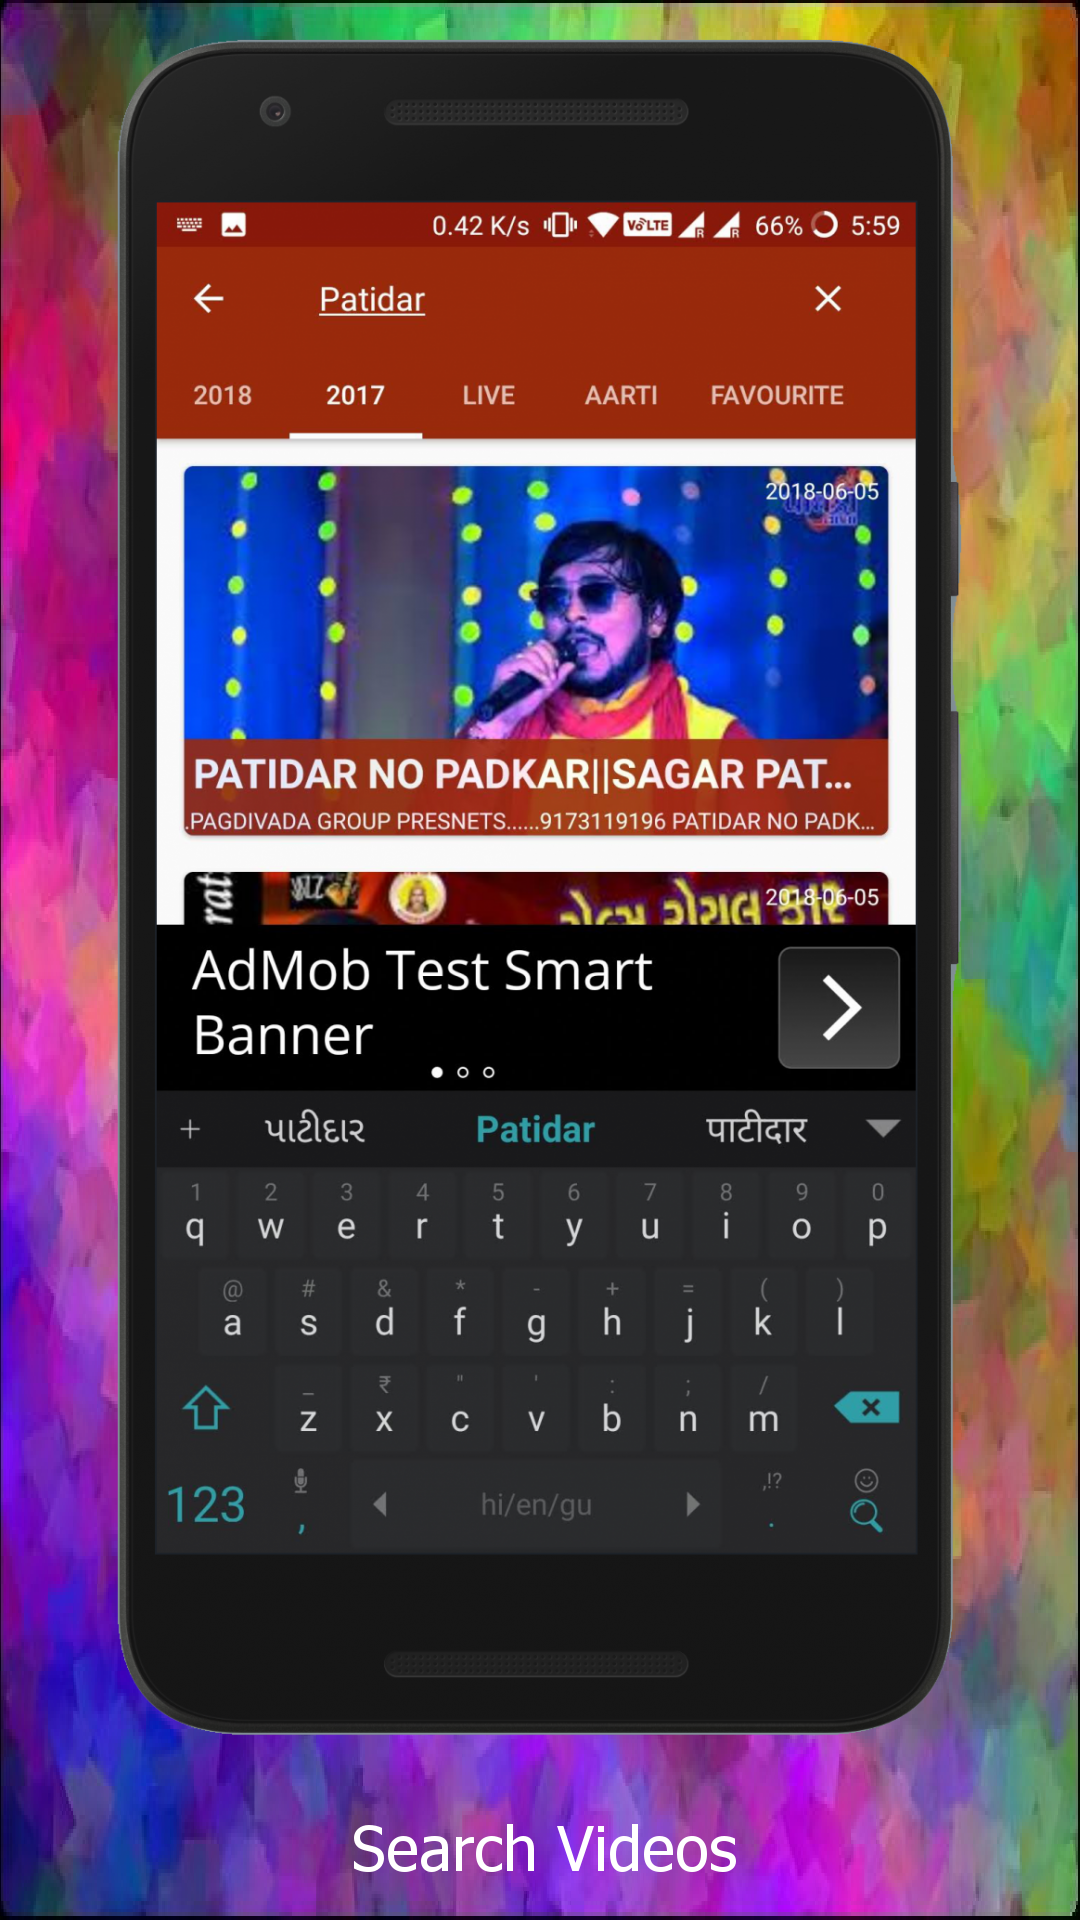 0.42 K/s VoLTE R R 66% 5:59
Patidar
2018 2017 LIVE AARTI FAVOURITE
2018-06-05
PATIDAR NO PADKAR||SAGAR PAT...
.PAGDIVADA GROUP PRESNETS......9173119196 PATIDAR NO PADK...
2018-06-05
AdMob Test Smart
Banner
+ પાટીદાર Patidar पाटीदार
1 2 3 4 5 6 7 8 9 0
q w e r t y u i o p
@ # & * - + = ( )
a s d f g h j k l
_ ₹ " ' : ; /
z x c v b n m
123 , hi/en/gu ,!? .
Search Videos